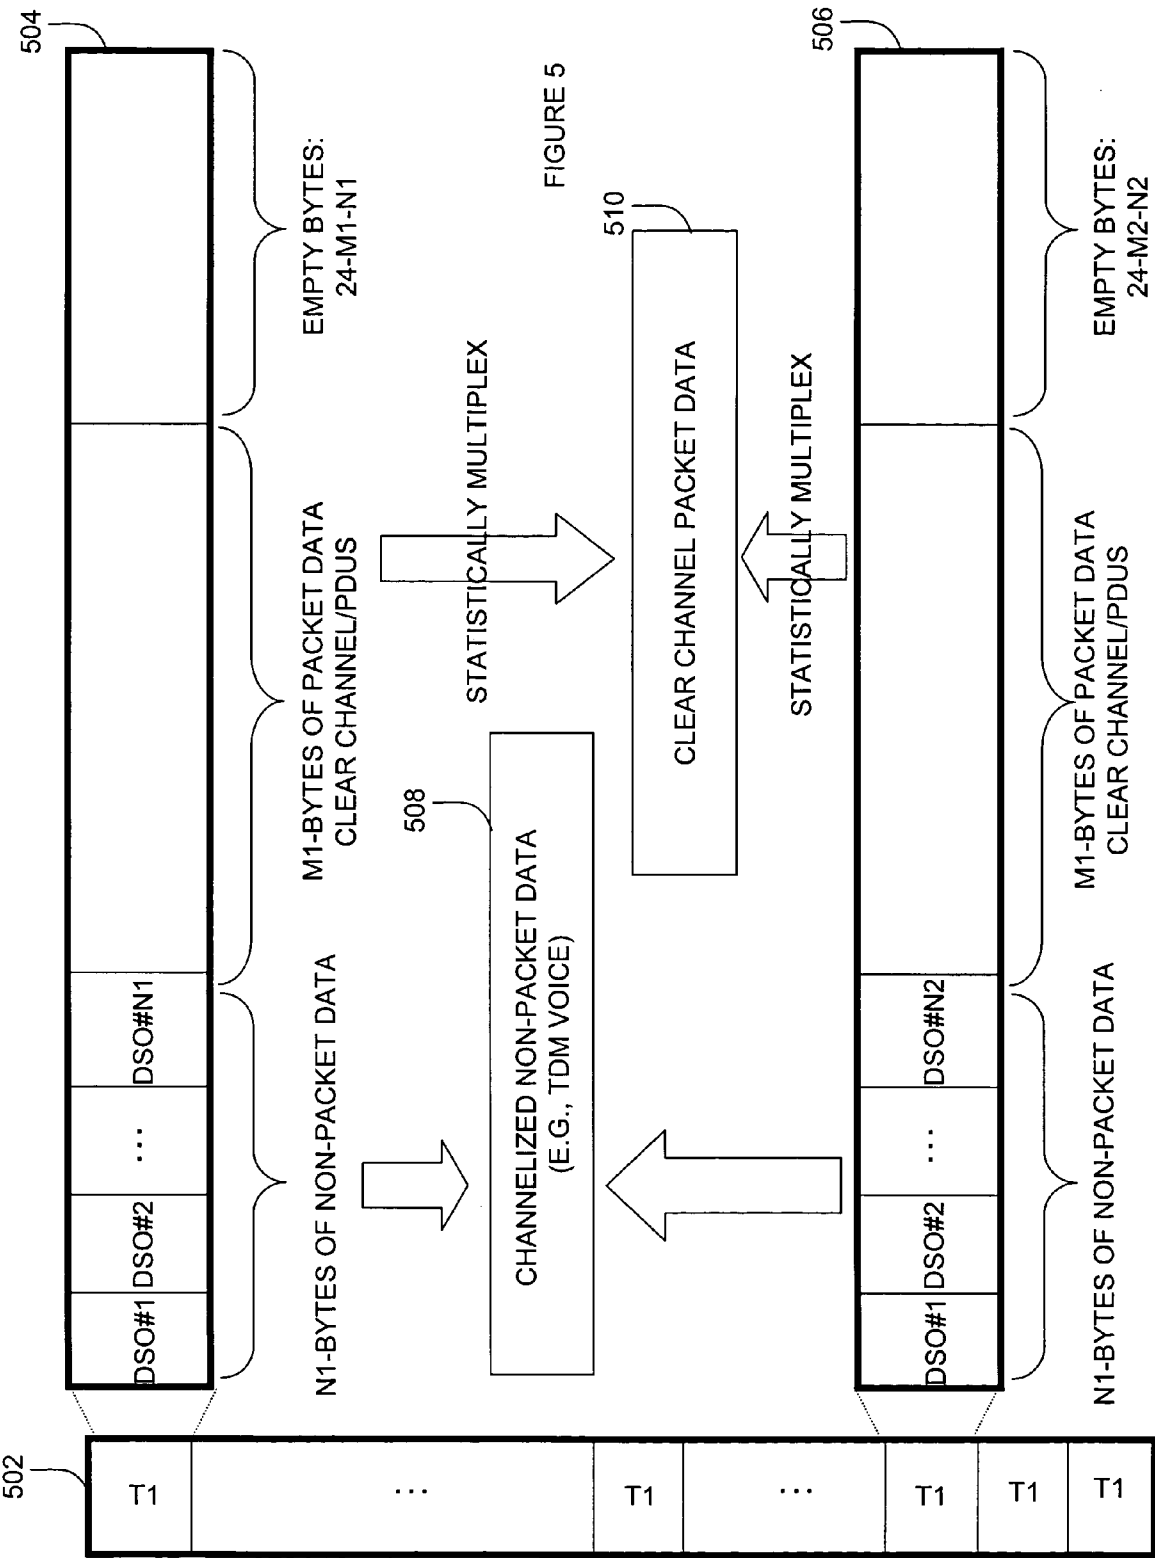 502
T1
...
T1
...
T1
T1
T1
504
DSO#1
DSO#2
...
DSO#N1
N1-BYTES OF NON-PACKET DATA
M1-BYTES OF PACKET DATA
CLEAR CHANNEL/PDUS
EMPTY BYTES:
24-M1-N1
STATISTICALLY MULTIPLEX
FIGURE 5
508
CHANNELIZED NON-PACKET DATA
(E.G., TDM VOICE)
510
CLEAR CHANNEL PACKET DATA
STATISTICALLY MULTIPLEX
506
DSO#1
DSO#2
...
DSO#N2
N1-BYTES OF NON-PACKET DATA
M1-BYTES OF PACKET DATA
CLEAR CHANNEL/PDUS
EMPTY BYTES:
24-M2-N2